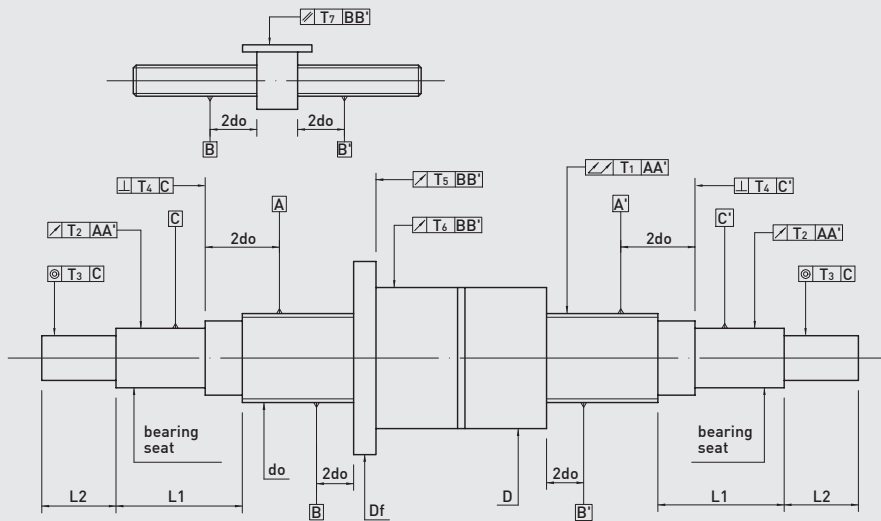 T7 BB'
2do 2do
B B'
T5 BB'
T1 AA'
T4 C
T4 C'
A
A'
T6 BB'
C
C'
T2 AA'
2do
2do
T2 AA'
T3 C
T3 C
bearing
seat
bearing
seat
do
2do
2do
L2
L1
D
L1
L2
B
Df
B'